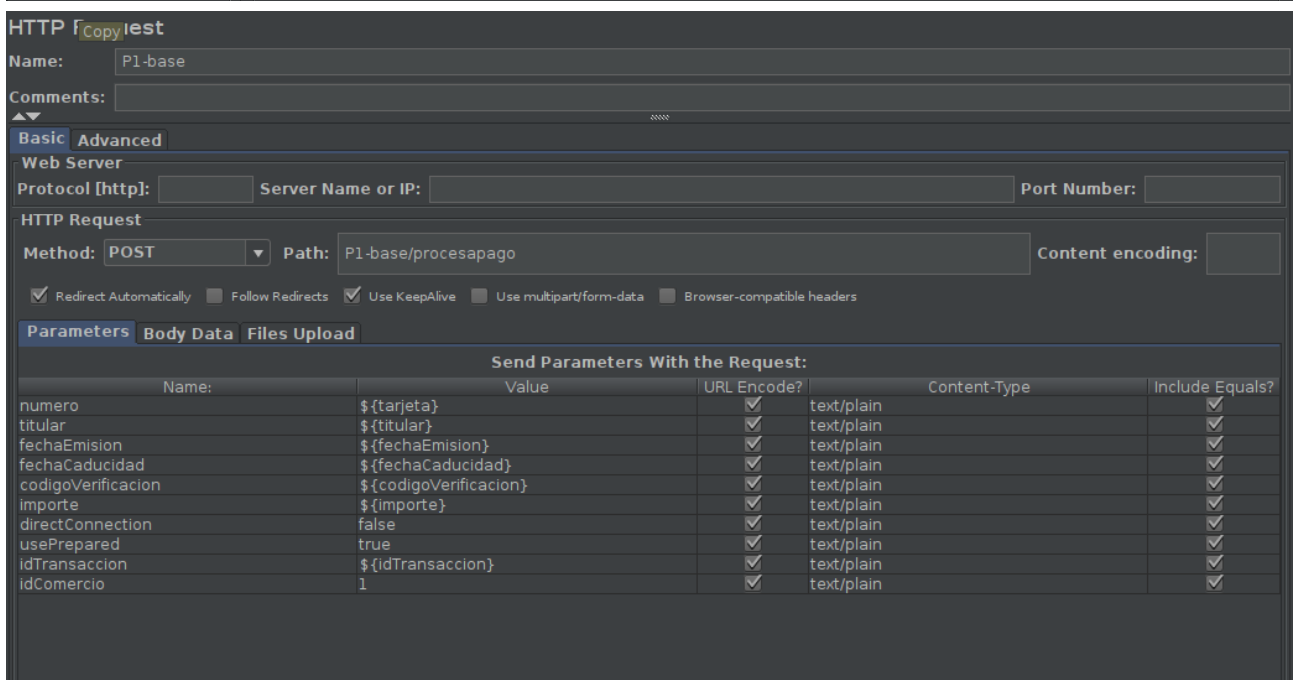 HTTP Request
Copy
Name: P1-base
Comments:
Basic Advanced
Web Server
Protocol [http]: Server Name or IP: Port Number:
HTTP Request
Method: POST Path: P1-base/procesapago Content encoding:
Redirect Automatically Follow Redirects Use KeepAlive Use multipart/form-data Browser-compatible headers
Parameters Body Data Files Upload
Send Parameters With the Request:
Name: Value URL Encode? Content-Type Include Equals?
numero ${tarjeta} text/plain
titular ${titular} text/plain
fechaEmision ${fechaEmision} text/plain
fechaCaducidad ${fechaCaducidad} text/plain
codigoVerificacion ${codigoVerificacion} text/plain
importe ${importe} text/plain
directConnection false text/plain
usePrepared true text/plain
idTransaccion ${idTransaccion} text/plain
idComercio 1 text/plain